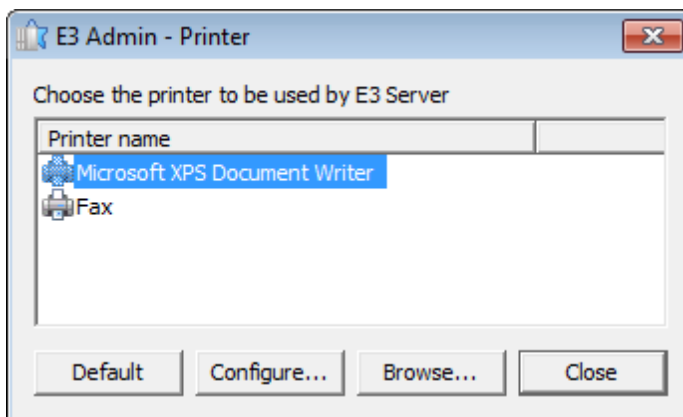 E3 Admin - Printer
Choose the printer to be used by E3 Server
Printer name
Microsoft XPS Document Writer
Fax
Default Configure... Browse... Close